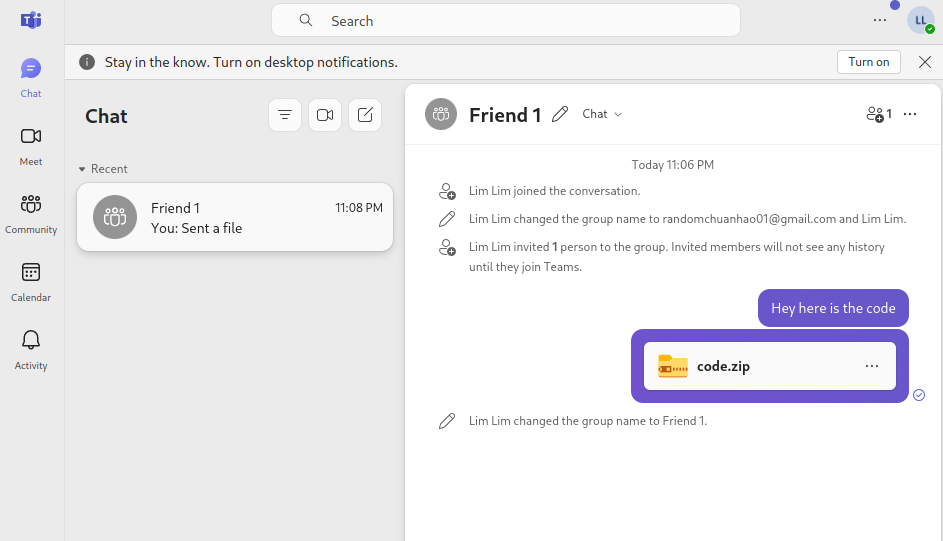 Search
LL
Stay in the know. Turn on desktop notifications.
Turn on
Chat
Meet
Community
Calendar
Activity
Chat
Recent
Friend 1
11:08 PM
You: Sent a file
Friend 1
Chat
1
Today 11:06 PM
Lim Lim joined the conversation.
Lim Lim changed the group name to randomchuanhao01@gmail.com and Lim Lim.
Lim Lim invited 1 person to the group. Invited members will not see any history
until they join Teams.
Hey here is the code
code.zip
Lim Lim changed the group name to Friend 1.